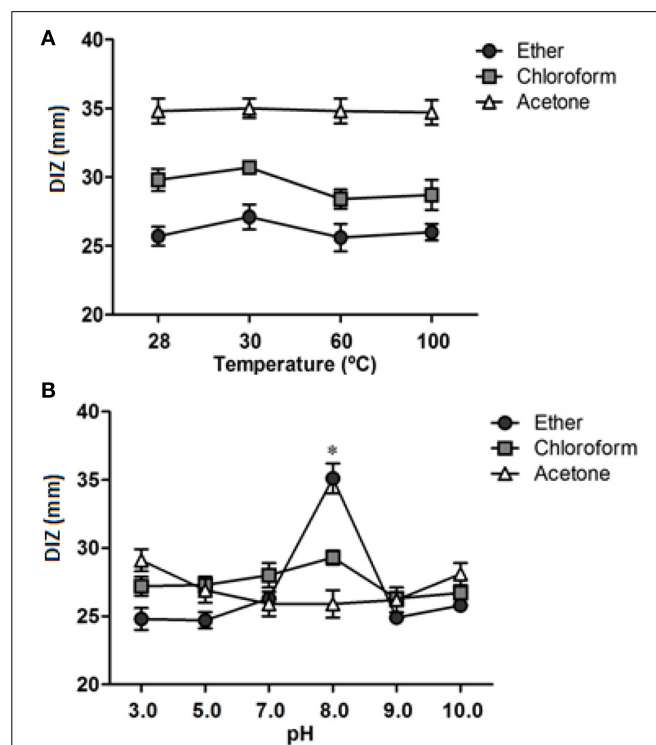 A
40
35
30
25
20
DIZ (mm)
28 30 60 100
Temperature (ºC)
Ether
Chloroform
Acetone
B
40
35
30
25
20
DIZ (mm)
*
3.0 5.0 7.0 8.0 9.0 10.0
pH
Ether
Chloroform
Acetone